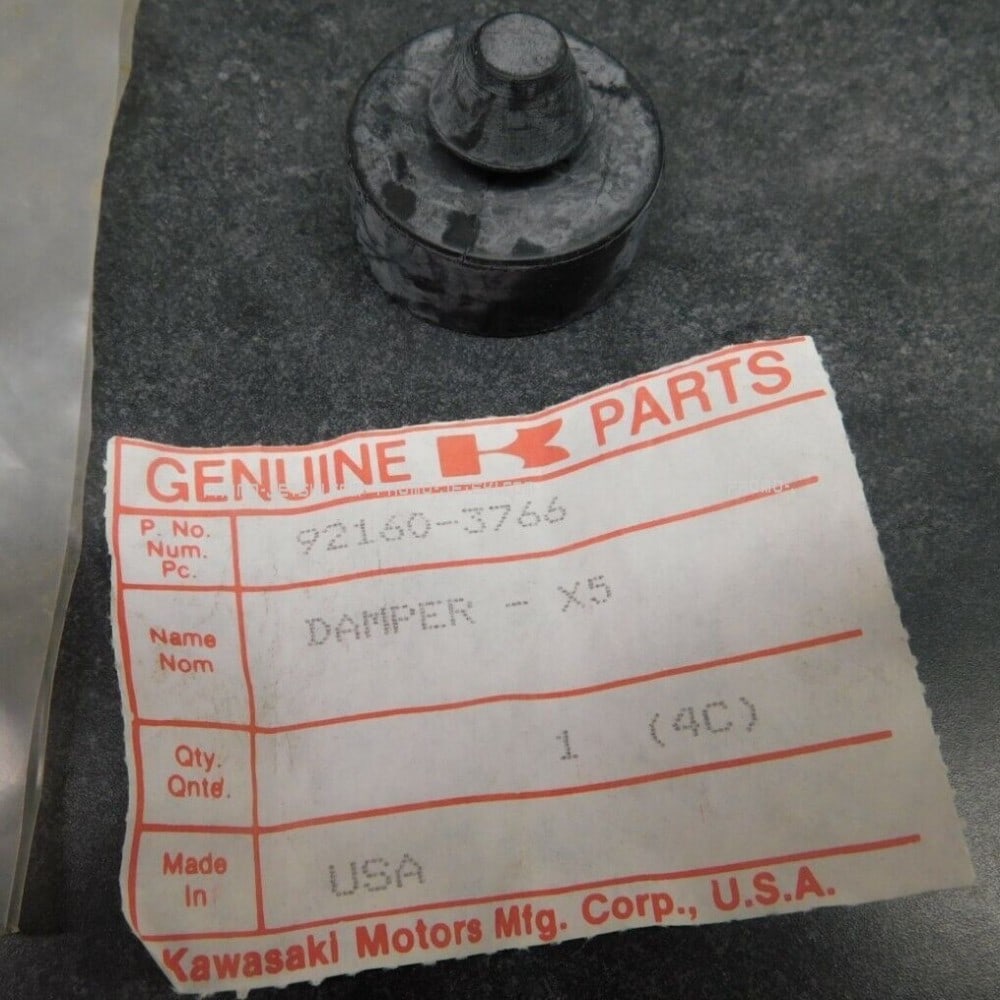 GENUINE K PARTS
P. No.
Num.
Pc.
92160-3766
Name
Nom
DAMPER - X5
Qty.
Qnté.
1 (4C)
Made
In
USA
Kawasaki Motors Mfg. Corp., U.S.A.